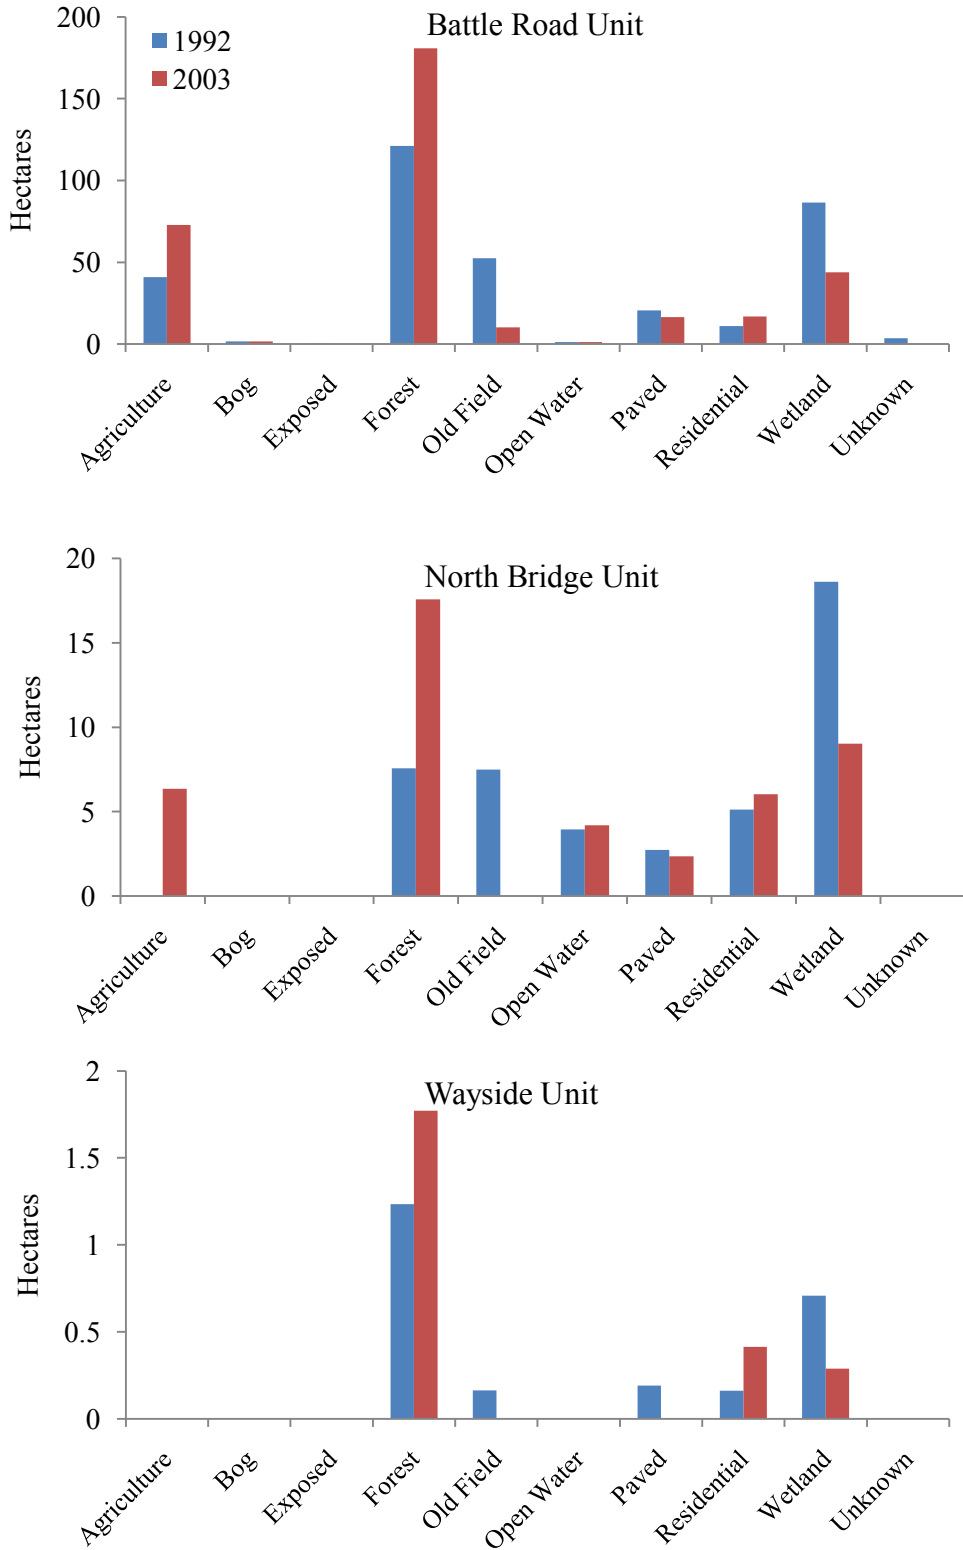 Battle Road Unit
1992
2003
Hectares
200
150
100
50
0
Agriculture
Bog
Exposed
Forest
Old Field
Open Water
Paved
Residential
Wetland
Unknown
North Bridge Unit
Hectares
20
15
10
5
0
Agriculture
Bog
Exposed
Forest
Old Field
Open Water
Paved
Residential
Wetland
Unknown
Wayside Unit
Hectares
2
1.5
1
0.5
0
Agriculture
Bog
Exposed
Forest
Old Field
Open Water
Paved
Residential
Wetland
Unknown